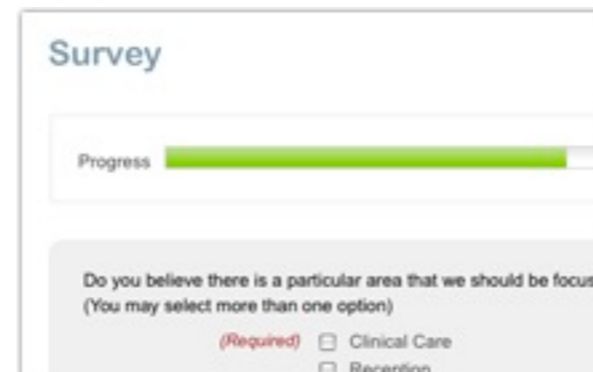 Survey
Progress
Do you believe there is a particular area that we should be focus
(You may select more than one option)
(Required) Clinical Care
Reception